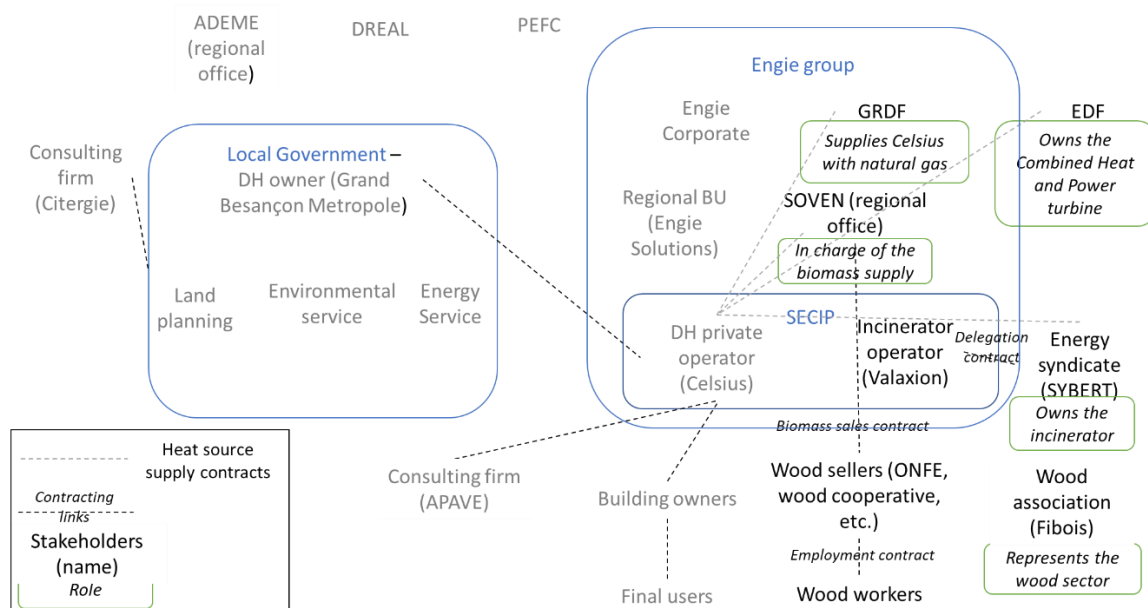 ADEME
(regional
office)
DREAL
PEFC
Engie group
Engie
Corporate
GRDF
Supplies Celsius
with natural gas
EDF
Owns the
Combined Heat
and Power
turbine
Consulting
firm
(Citergie)
Local Government –
DH owner (Grand
Besançon Metropole)
Regional BU
(Engie
Solutions)
SOVEN (regional
office)
In charge of the
biomass supply
Land
planning
Environmental
service
Energy
Service
SECIP
DH private
operator
(Celsius)
Incinerator
operator
(Valaxion)
Delegation
contract
Energy
syndicate
(SYBERT)
Owns the
incinerator
Biomass sales contract
Heat source
supply contracts
Contracting
links
Stakeholders
(name)
Role
Consulting firm
(APAVE)
Building owners
Wood sellers (ONFE,
wood cooperative,
etc.)
Wood
association
(Fibois)
Represents the
wood sector
Employment contract
Final users
Wood workers